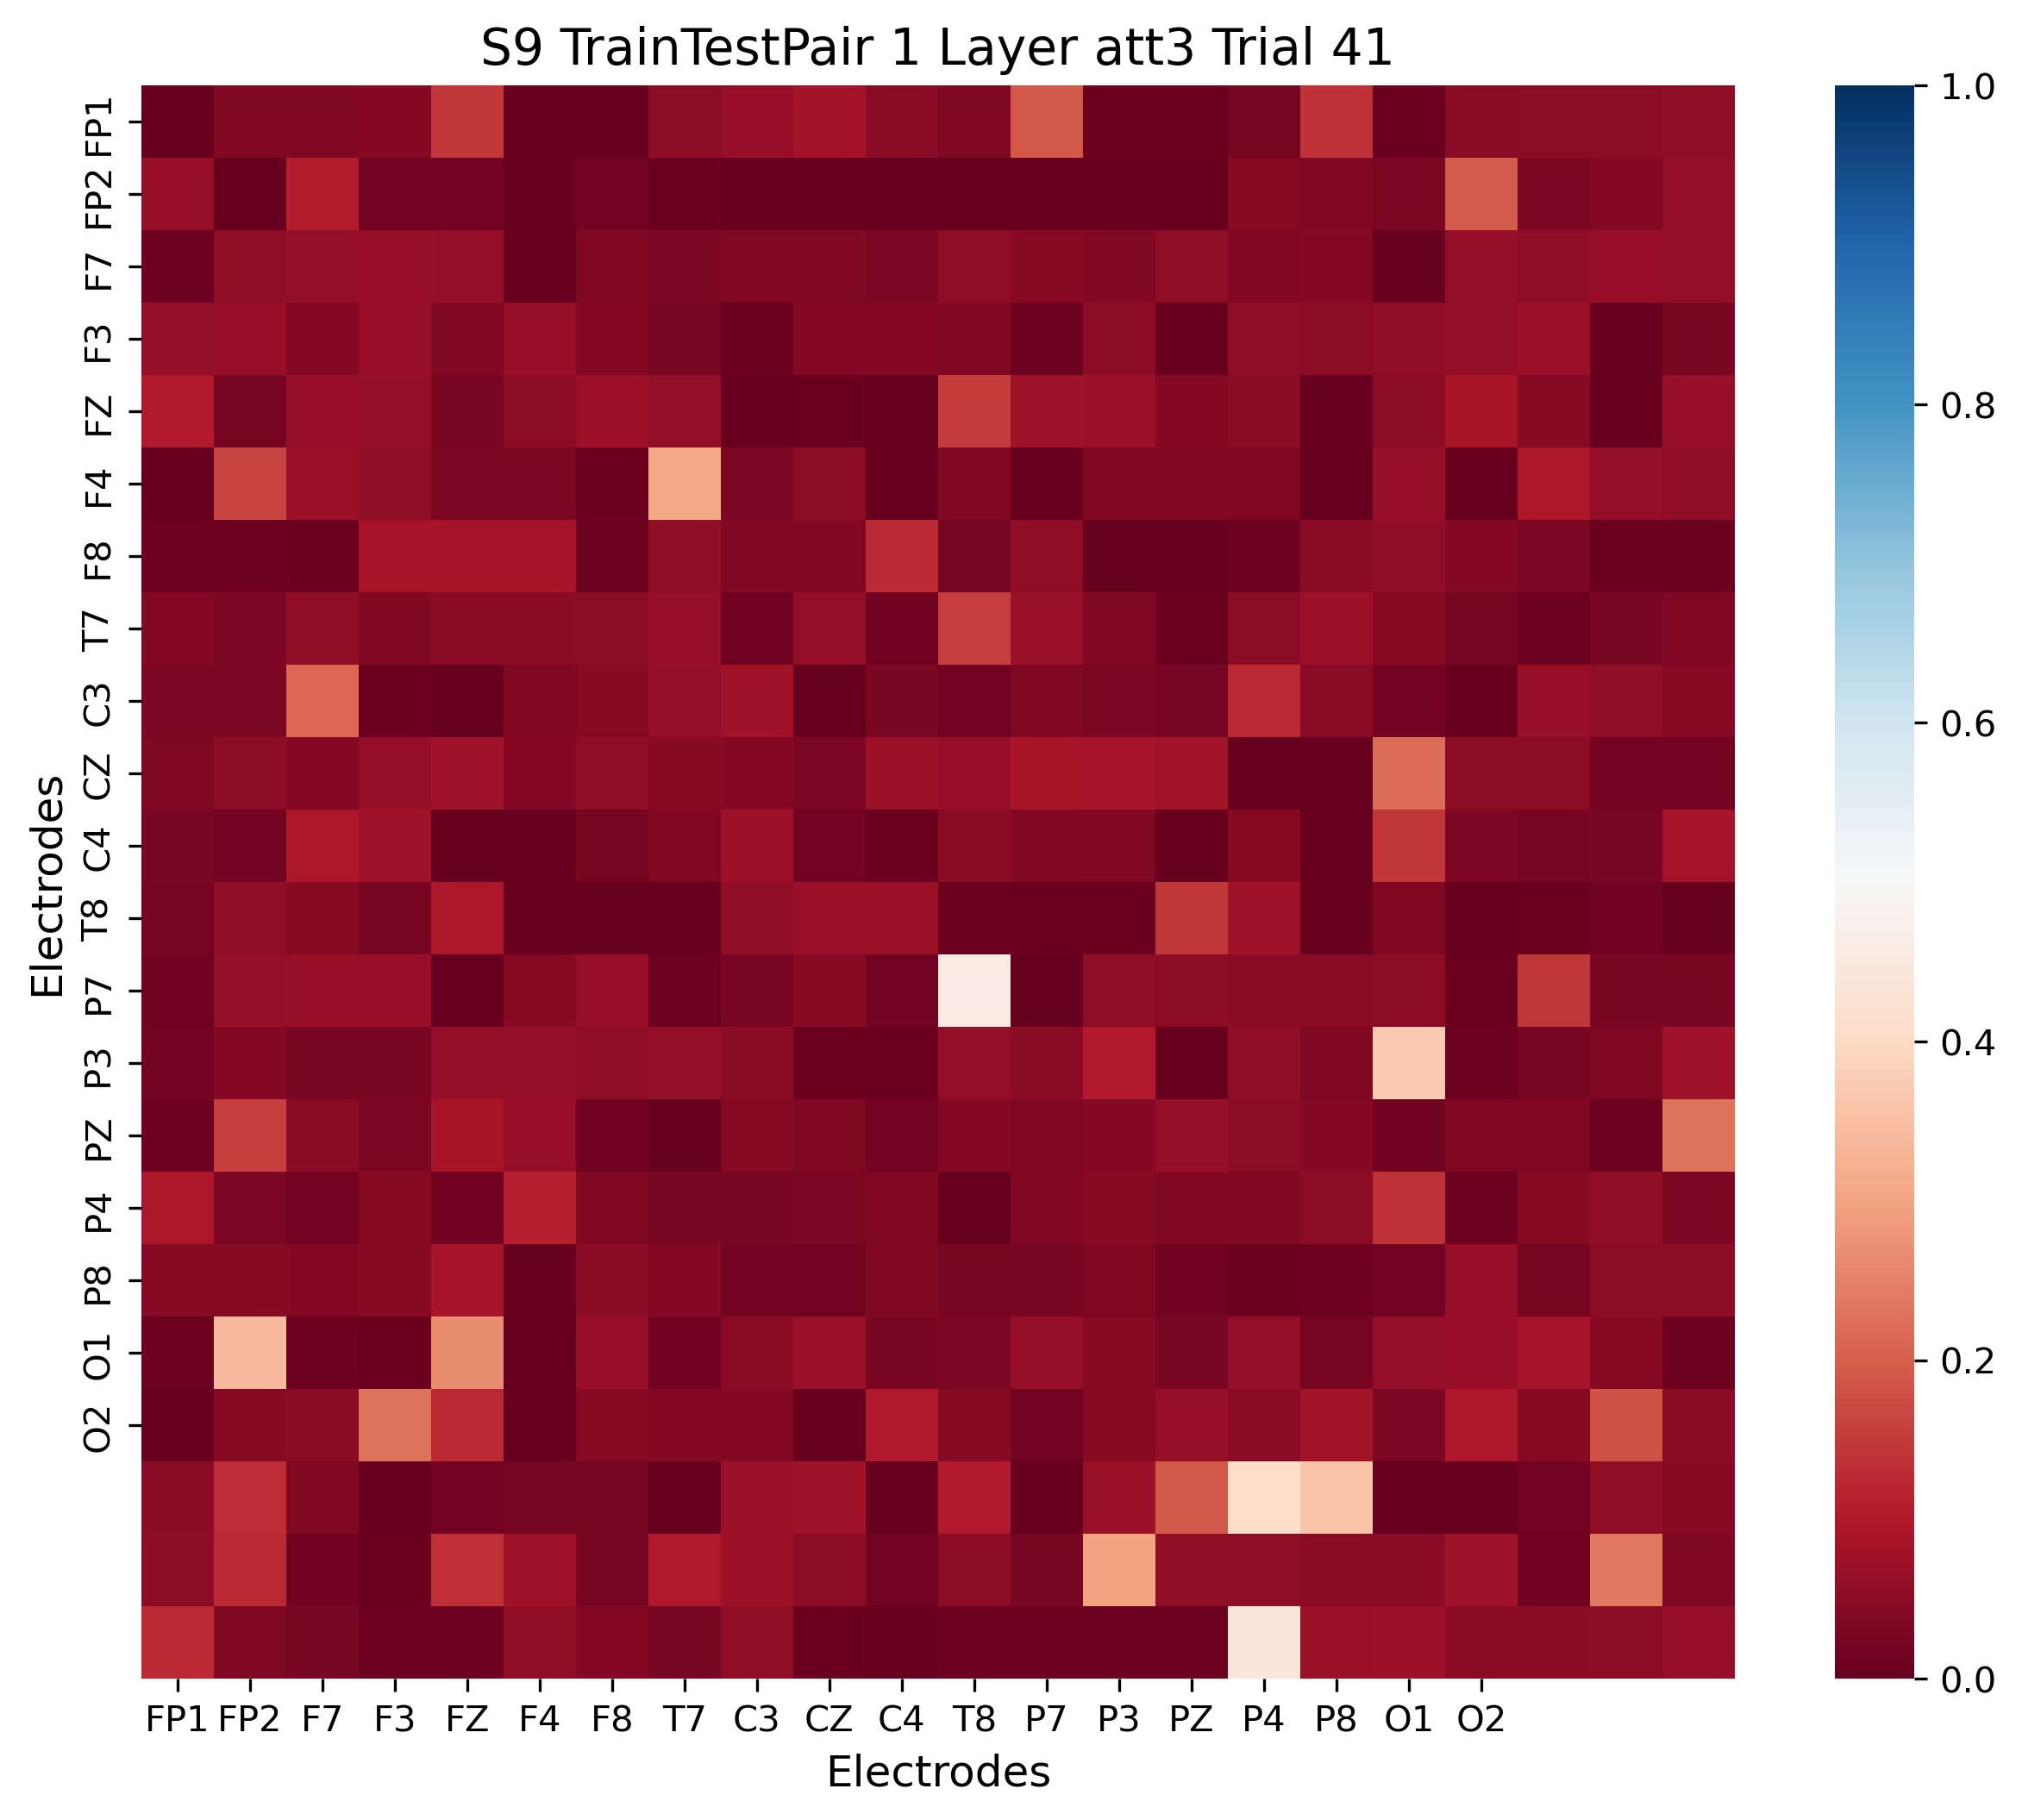 S9 TrainTestPair 1 Layer att3 Trial 41
Electrodes
FP1
FP2
F7
F3
FZ
F4
F8
T7
C3
CZ
C4
T8
P7
P3
PZ
P4
P8
O1
O2
FP1 FP2 F7 F3 FZ F4 F8 T7 C3 CZ C4 T8 P7 P3 PZ P4 P8 O1 O2
Electrodes
1.0
0.8
0.6
0.4
0.2
0.0